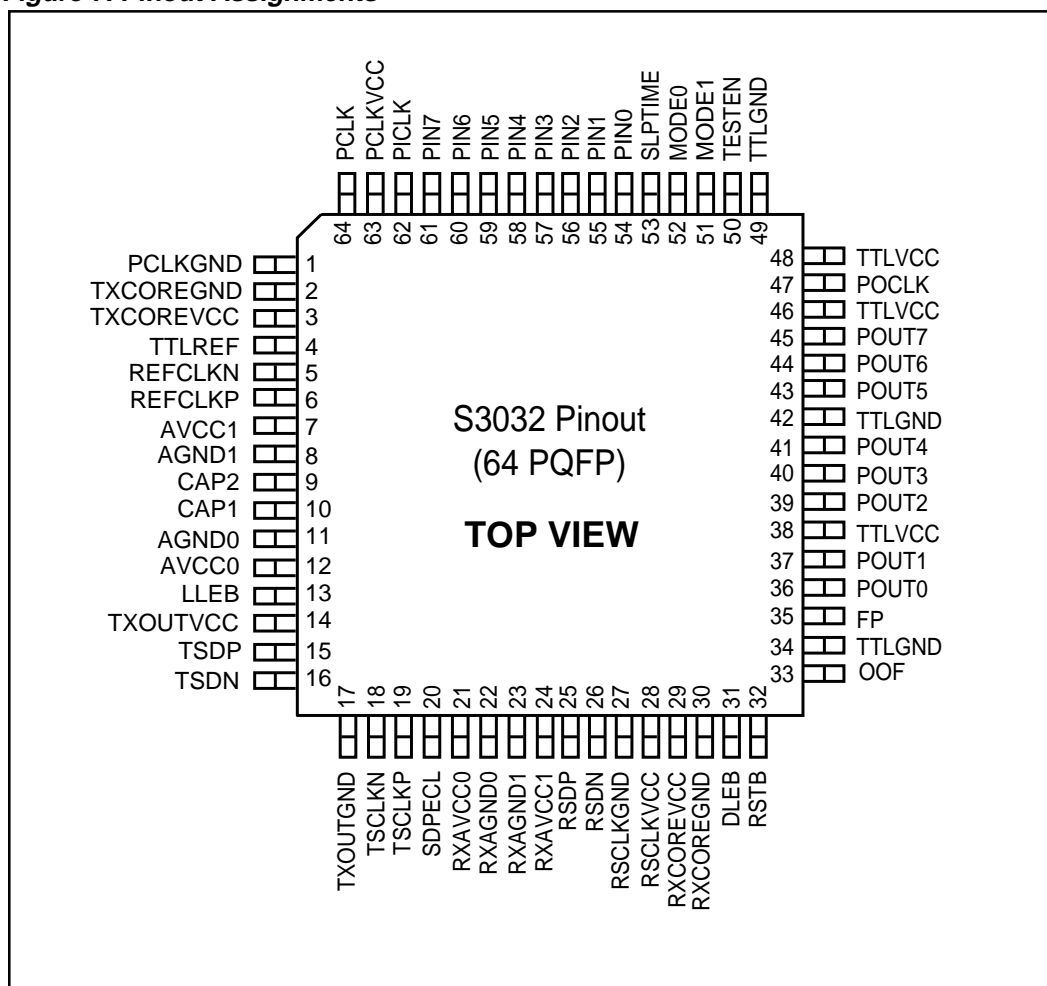 PCLK
PCLKVCC
PICLK
PIN7
PIN6
PIN5
PIN4
PIN3
PIN2
PIN1
PIN0
SLPTIME
MODE0
MODE1
TESTEN
TTLGND
64
63
62
61
60
59
58
57
56
55
54
53
52
51
50
49
PCLKGND 1
TXCOREGND 2
TXCOREVCC 3
TTLREF 4
REFCLKN 5
REFCLKP 6
AVCC1 7
AGND1 8
CAP2 9
CAP1 10
AGND0 11
AVCC0 12
LLEB 13
TXOUTVCC 14
TSDP 15
TSDN 16
S3032 Pinout
(64 PQFP)
TOP VIEW
48 TTLVCC
47 POCLK
46 TTLVCC
45 POUT7
44 POUT6
43 POUT5
42 TTLGND
41 POUT4
40 POUT3
39 POUT2
38 TTLVCC
37 POUT1
36 POUT0
35 FP
34 TTLGND
33 OOF
17
18
19
20
21
22
23
24
25
26
27
28
29
30
31
32
TXOUTGND
TSCLKN
TSCLKP
SDPECL
RXAVCC0
RXAGND0
RXAGND1
RXAVCC1
RSDP
RSDN
RSCLKGND
RSCLKVCC
RXCOREVCC
RXCOREGND
DLEB
RSTB